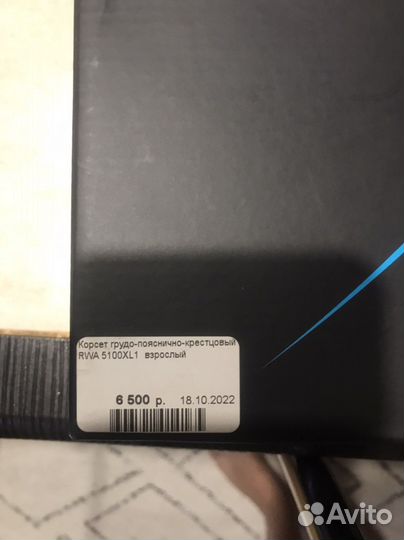 Корсет грудо-пояснично-крестцовый
RWA 5100XL1 взрослый
6 500 р. 18.10.2022
Avito